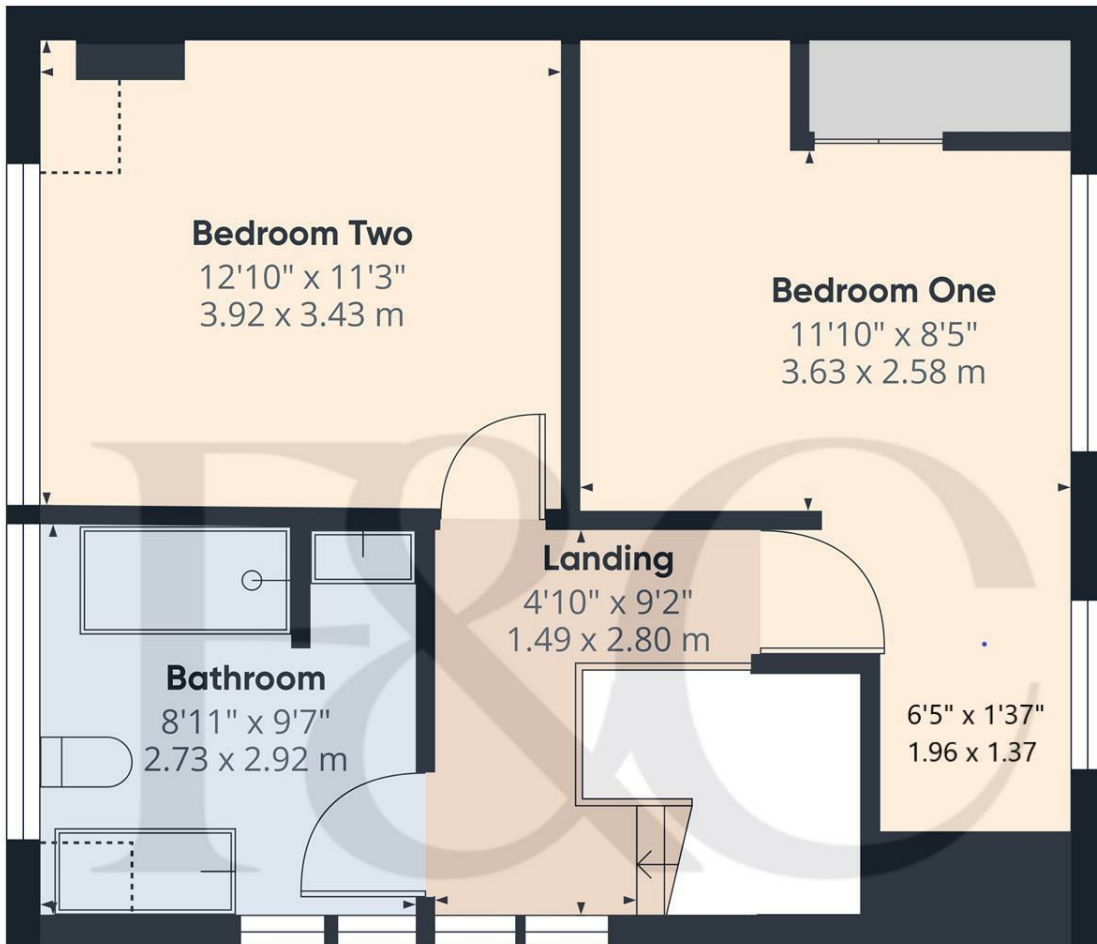 Bedroom Two
12'10" x 11'3"
3.92 x 3.43 m
Bedroom One
11'10" x 8'5"
3.63 x 2.58 m
Landing
4'10" x 9'2"
1.49 x 2.80 m
Bathroom
8'11" x 9'7"
2.73 x 2.92 m
6'5" x 1'37"
1.96 x 1.37
F&C